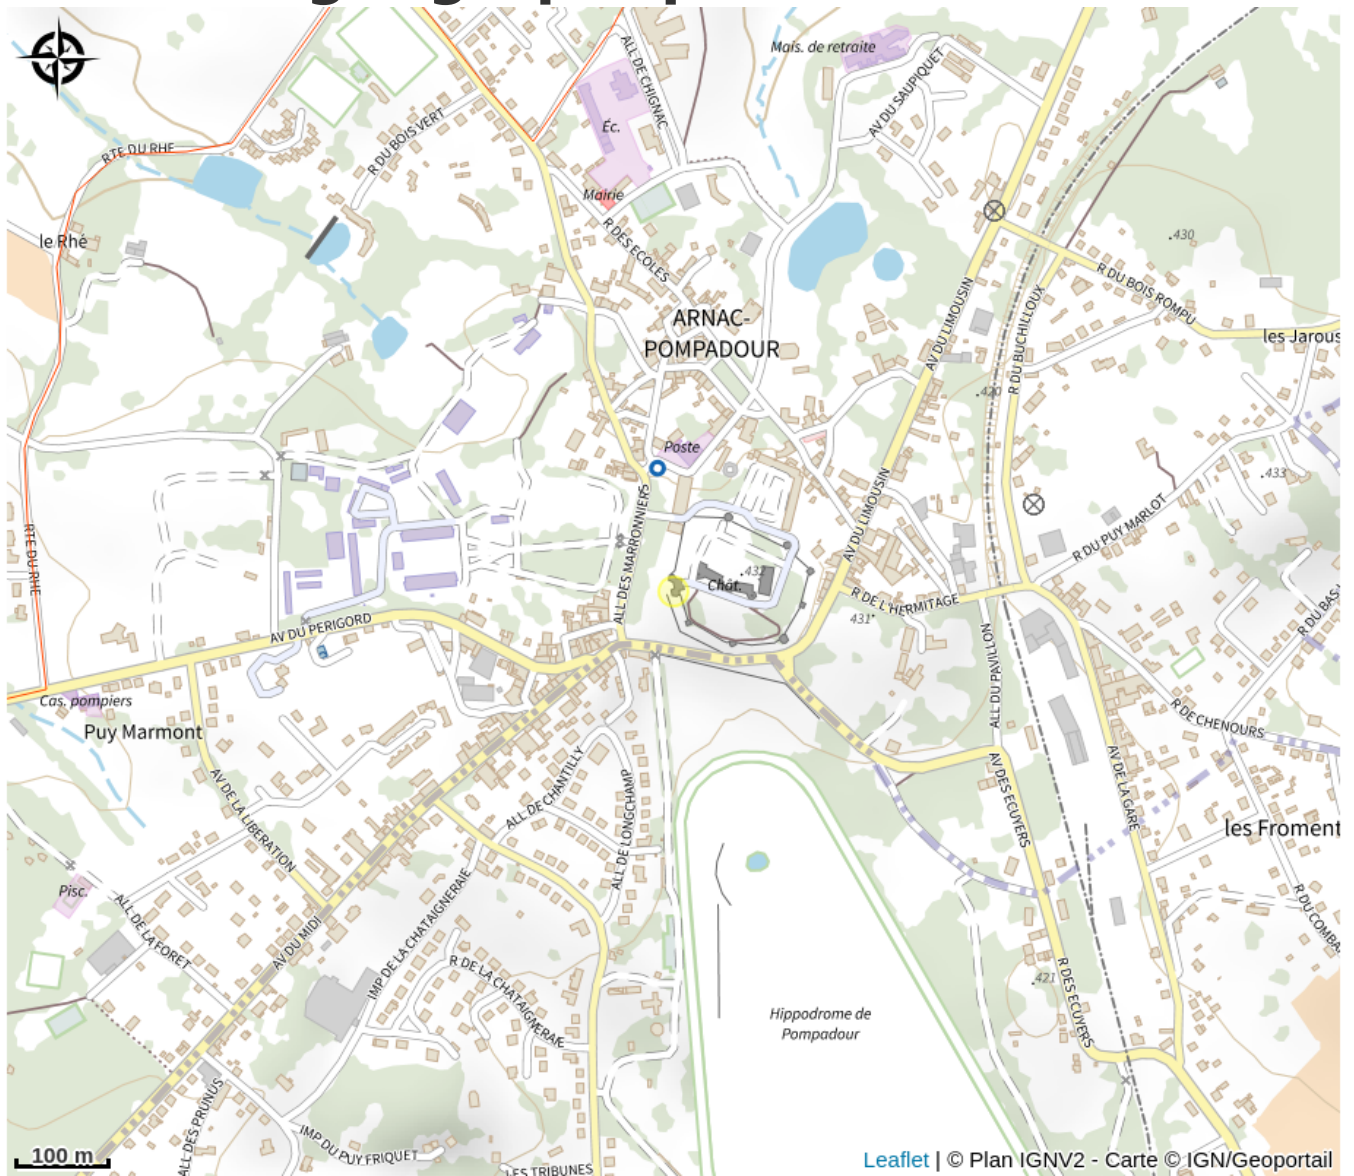 Mais. de retraite
ALL DE CHIGNAC
AV DU SAUPIQUET
Éc.
R DU BOIS VERT
RTE DU RHE
Mairie
le Rhé
R DES ECOLES
.430
R DU BOIS ROMPU
ARNAC-
POMPADOUR
AV DU LIMOUSIN
R DU BUCHILLOUX
les Jarous
.420
Poste
.433
ALL DES MARRONNIERS
AV DU LIMOUSIN
R DU PUY MARLOT
RTE DU RHE
.432
Chât.
R DE L'HERMITAGE
431.
R DU BAS
AV DU PERIGORD
ALL DU PAVILLON
Cas. pompiers
Puy Marmont
R DE CHENOURS
AV DE LA LIBERATION
ALL DE CHANTILLY
ALL DE LONGCHAMP
AV DES ECUYERS
AV DE LA GARE
les Froment
Pisc.
ALL DE LA FORET
AV DU MIDI
IMP DE LA CHATAIGNERAIE
R DE LA CHATAIGNERAIE
R DU COMBA
.421
R DES ECUYERS
Hippodrome de
Pompadour
ALL DES PRUNUS
IMP DU PUY FRIQUET
LES TRIBUNES
100 m
Leaflet | © Plan IGNV2 - Carte © IGN/Geoportail